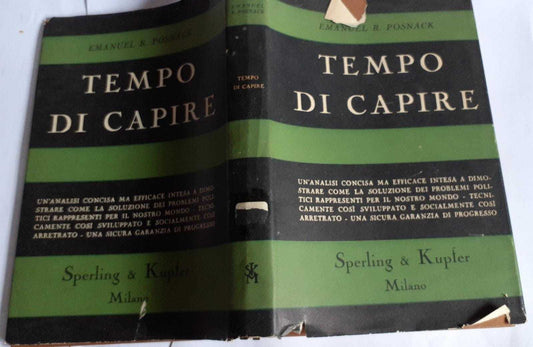 EMANUEL R. POSNACK
TEMPO
DI CAPIRE
UN'ANALISI CONCISA MA EFFICACE INTESA A DIMO-
STRARE COME LA SOLUZIONE DEI PROBLEMI POLI-
TICI RAPPRESENTI PER IL NOSTRO MONDO - TECNI-
CAMENTE COSÌ SVILUPPATO E SOCIALMENTE COSÌ
ARRETRATO - UNA SICURA GARANZIA DI PROGRESSO
Sperling & Kupfer
Milano
EMANUEL
R. POSNACK
TEMPO
DI CAPIRE
S&K
M
EMANUEL R. POSNACK
TEMPO
DI CAPIRE
UN'ANALISI CONCISA MA EFFICACE INTESA A DIMO-
STRARE COME LA SOLUZIONE DEI PROBLEMI POLI-
TICI RAPPRESENTI PER IL NOSTRO MONDO - TECNI-
CAMENTE COSÌ SVILUPPATO E SOCIALMENTE COSÌ
ARRETRATO - UNA SICURA GARANZIA DI PROGRESSO
Sperling & Kupfer
Milano